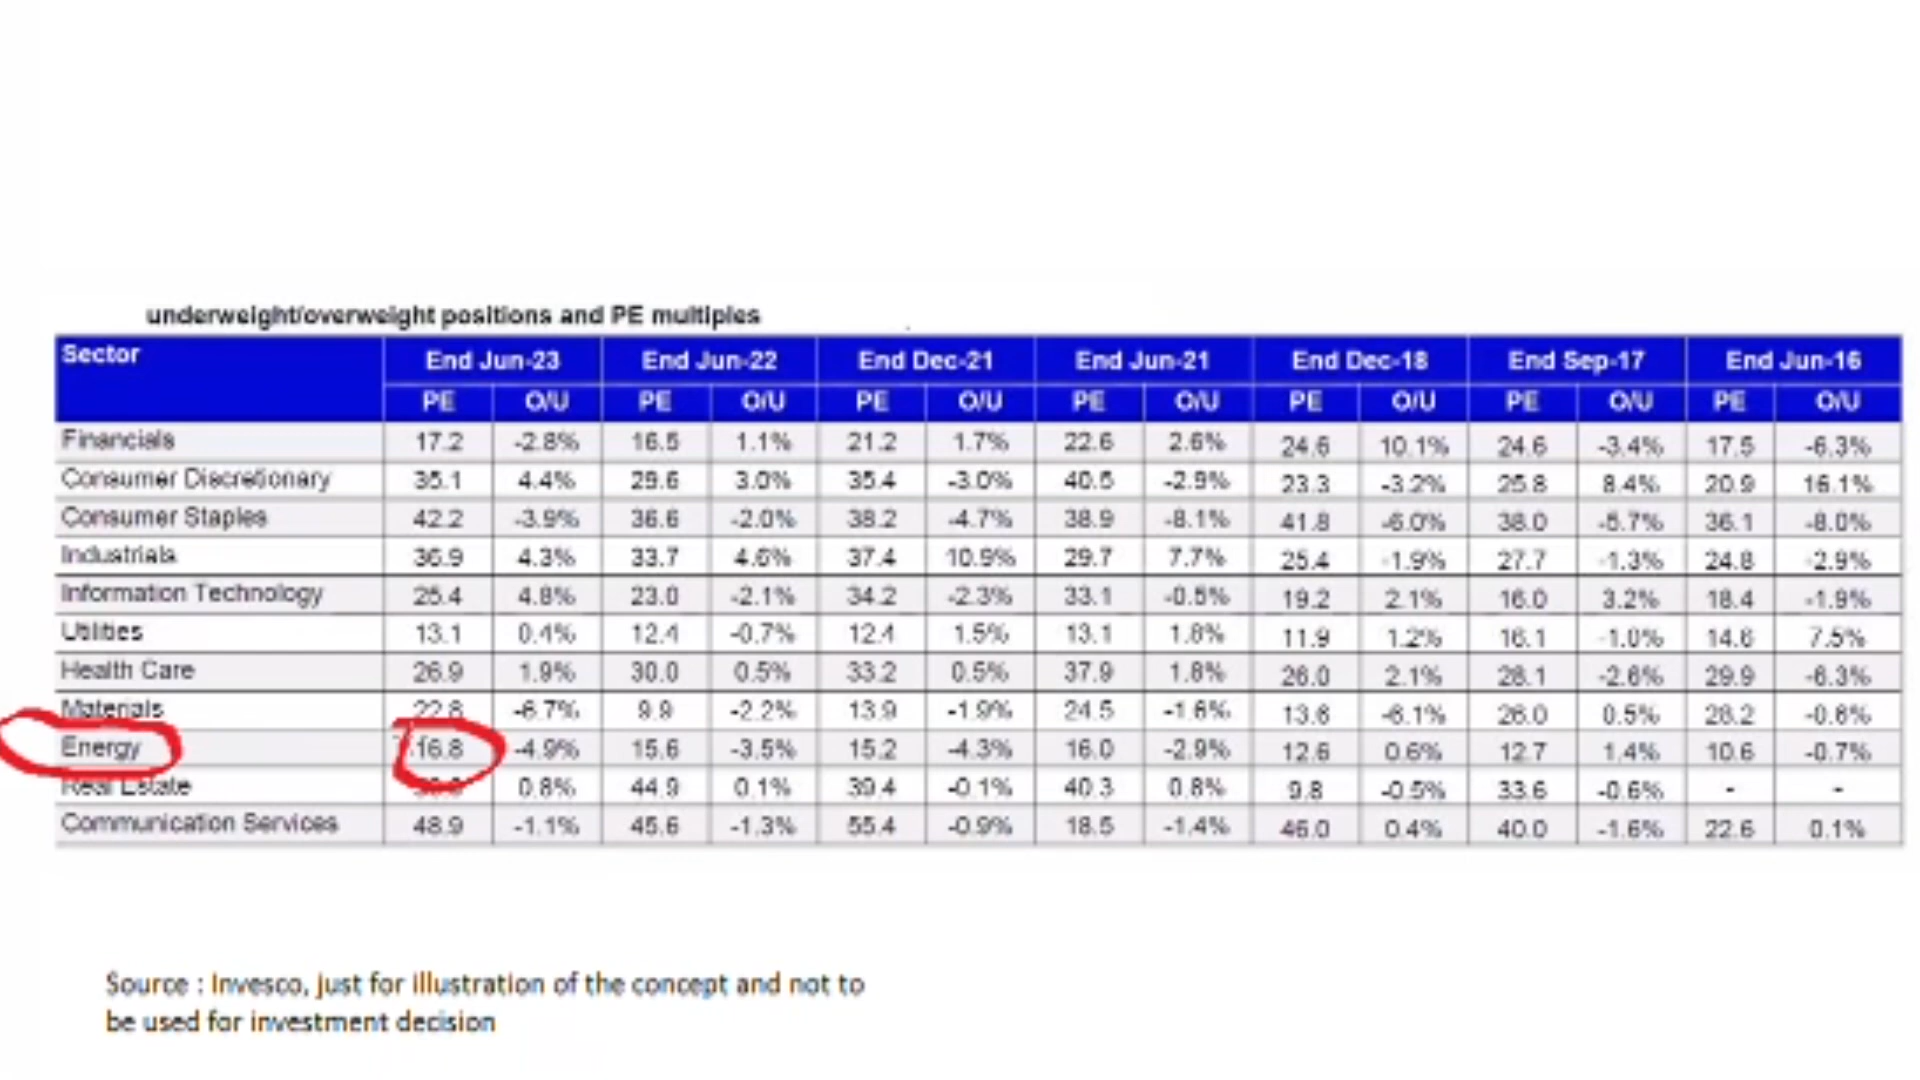 underweight/overweight positions and PE multiples
Sector End Jun-23 End Jun-22 End Dec-21 End Jun-21 End Dec-18 End Sep-17 End Jun-16
PE O/U PE O/U PE O/U PE O/U PE O/U PE O/U PE O/U
Financials 17.2 -2.8% 16.5 1.1% 21.2 1.7% 22.6 2.6% 24.6 10.1% 24.6 -3.4% 17.5 -6.3%
Consumer Discretionary 35.1 4.4% 29.6 3.0% 35.4 -3.0% 40.5 -2.9% 23.3 -3.2% 25.8 8.4% 20.9 16.1%
Consumer Staples 42.2 -3.9% 36.6 -2.0% 38.2 -4.7% 38.9 -8.1% 41.8 -6.0% 38.0 -5.7% 36.1 -8.0%
Industrials 36.9 4.3% 33.7 4.6% 37.4 10.9% 29.7 7.7% 25.4 -1.9% 27.7 -1.3% 24.8 -2.9%
Information Technology 25.4 4.8% 23.0 -2.1% 34.2 -2.3% 33.1 -0.5% 19.2 2.1% 16.0 3.2% 18.4 -1.9%
Utilities 13.1 0.4% 12.4 -0.7% 12.4 1.5% 13.1 1.8% 11.9 1.2% 16.1 -1.0% 14.6 7.5%
Health Care 26.9 1.9% 30.0 0.5% 33.2 0.5% 37.9 1.8% 26.0 2.1% 28.1 -2.6% 29.9 -6.3%
Materials 22.8 -6.7% 9.9 -2.2% 13.9 -1.9% 24.5 -1.6% 13.6 -6.1% 26.0 0.5% 26.2 -0.6%
Energy 16.8 -4.9% 15.6 -3.5% 15.2 -4.3% 16.0 -2.9% 12.6 0.6% 12.7 1.4% 10.6 -0.7%
Real Estate 0.8% 44.9 0.1% 39.4 -0.1% 40.3 0.8% 9.8 -0.5% 33.6 -0.6% - -
Communication Services 48.9 -1.1% 45.6 -1.3% 55.4 -0.9% 18.5 -1.4% 46.0 0.4% 40.0 -1.6% 22.6 0.1%
Source : Invesco, just for illustration of the concept and not to
be used for investment decision